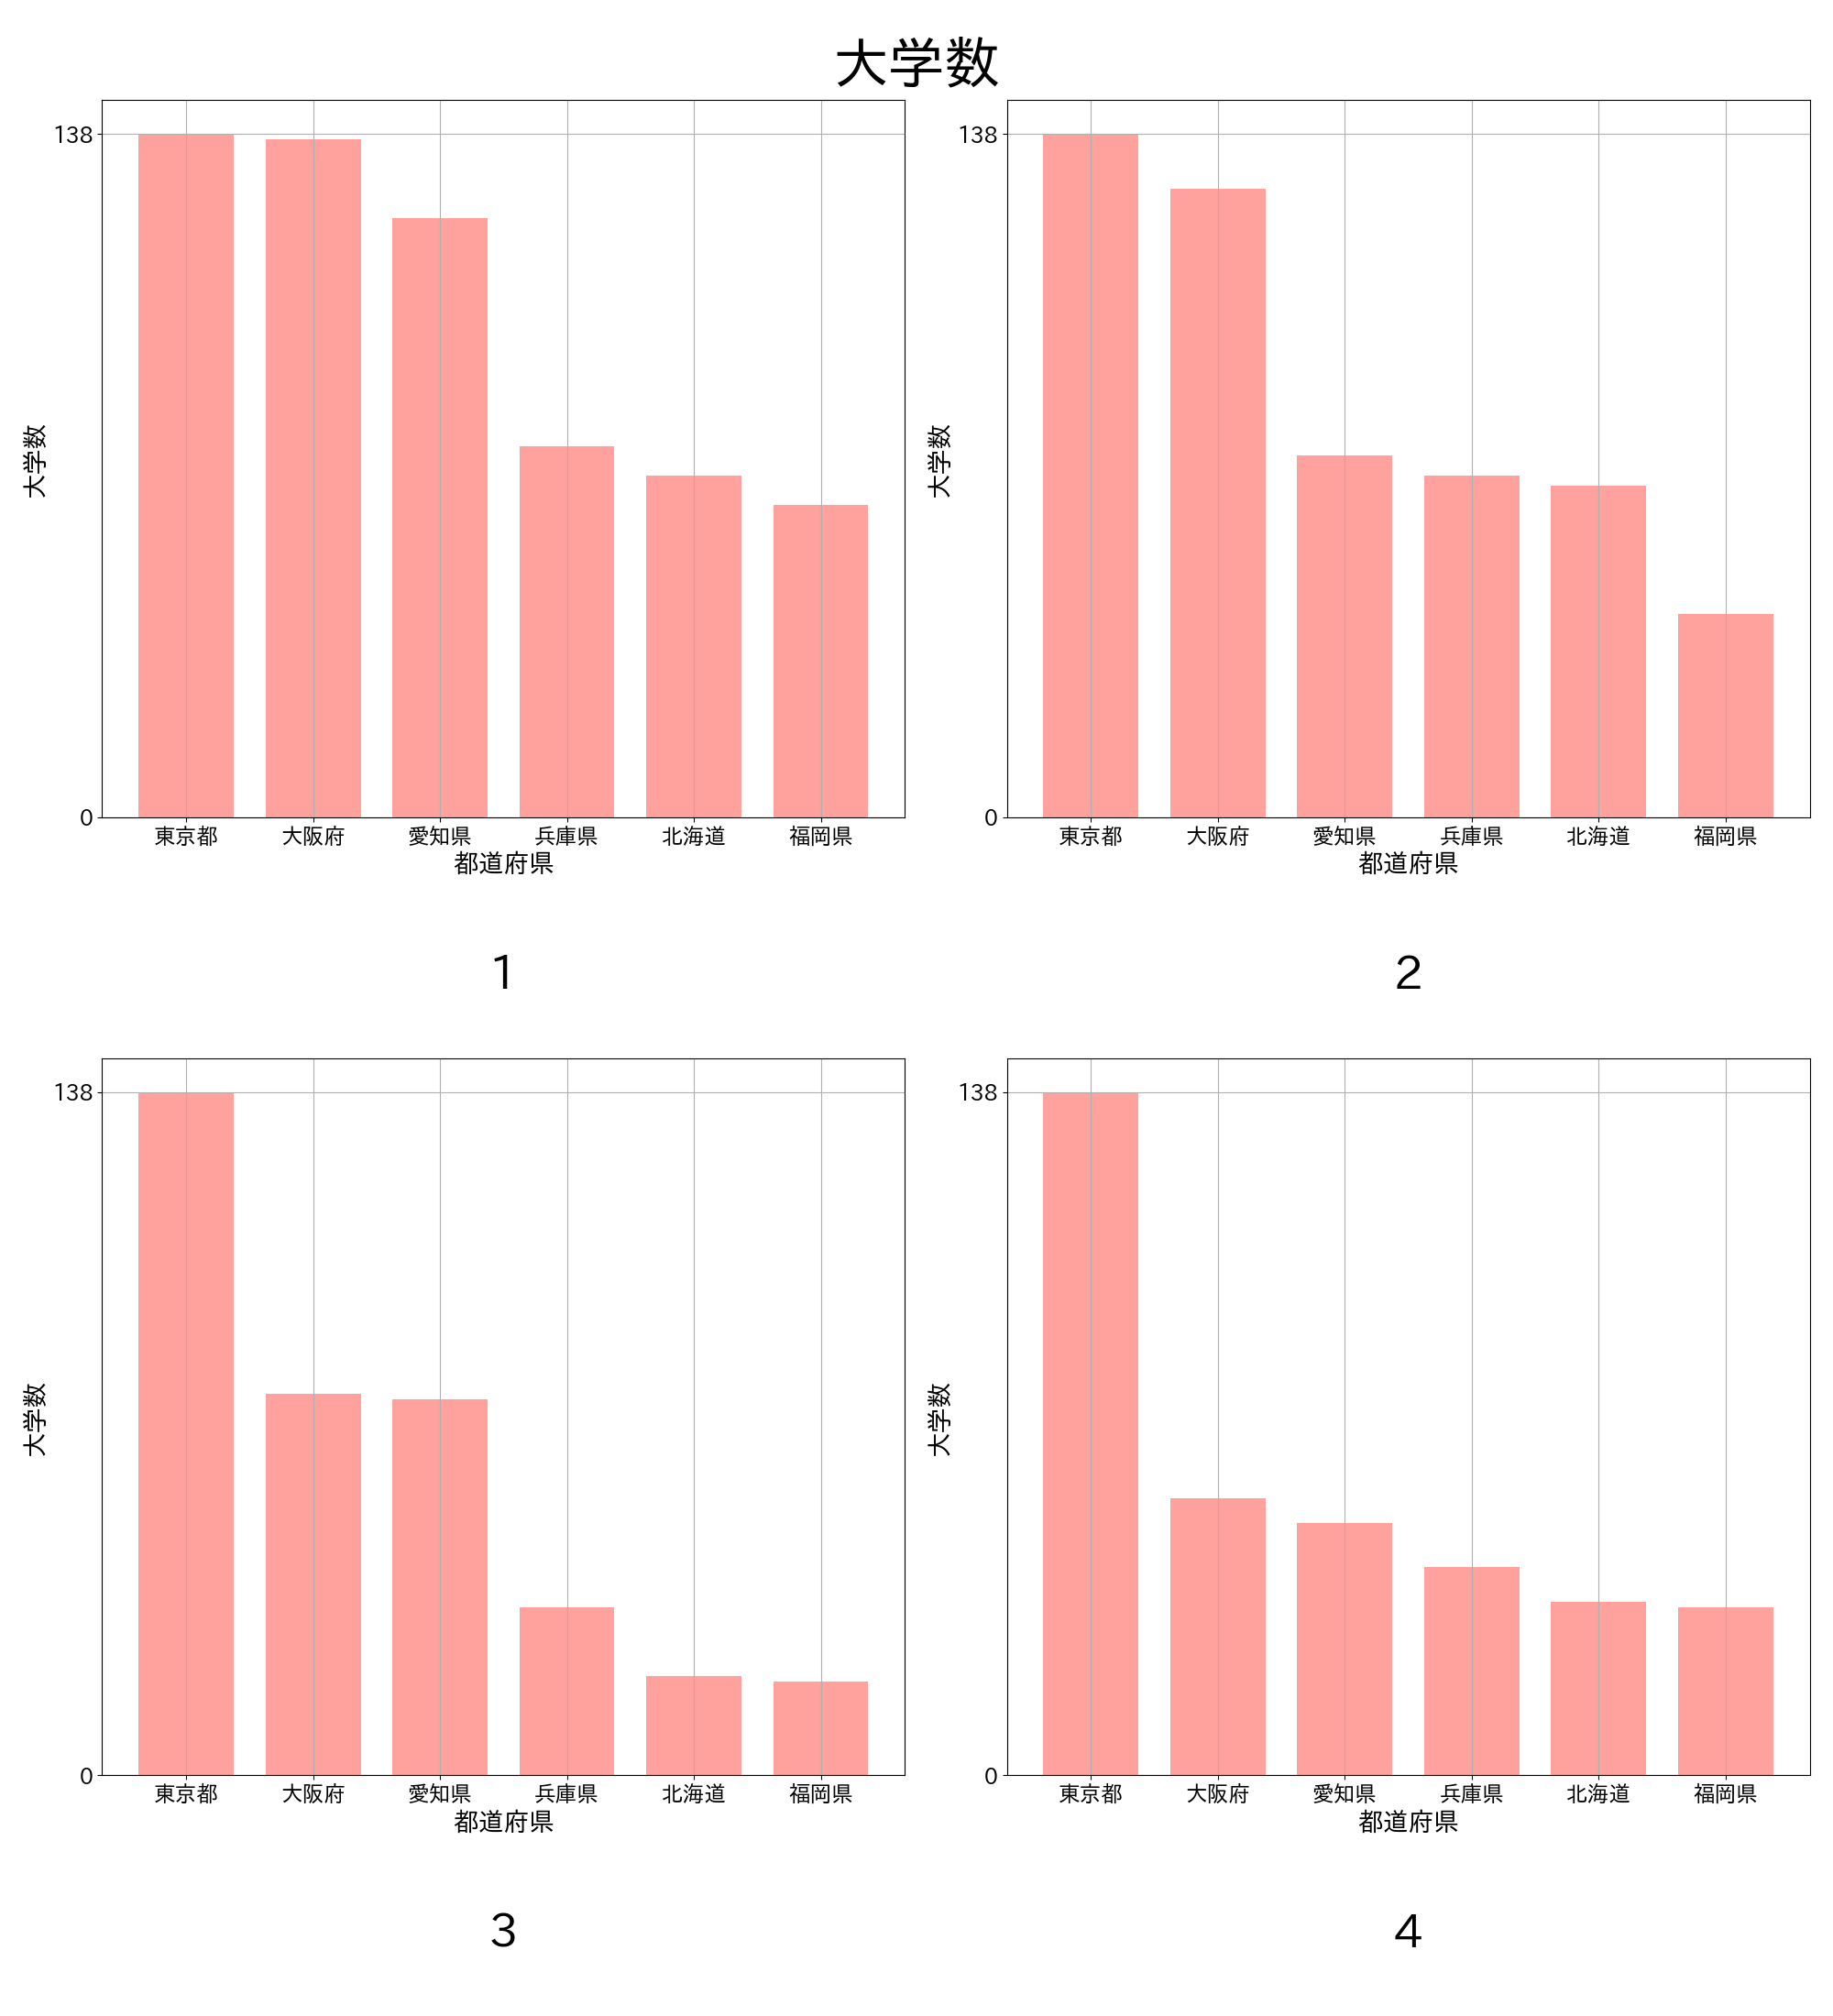 大学数
138
0
大学数
東京都 大阪府 愛知県 兵庫県 北海道 福岡県
都道府県
1
138
0
大学数
東京都 大阪府 愛知県 兵庫県 北海道 福岡県
都道府県
2
138
0
大学数
東京都 大阪府 愛知県 兵庫県 北海道 福岡県
都道府県
3
138
0
大学数
東京都 大阪府 愛知県 兵庫県 北海道 福岡県
都道府県
4